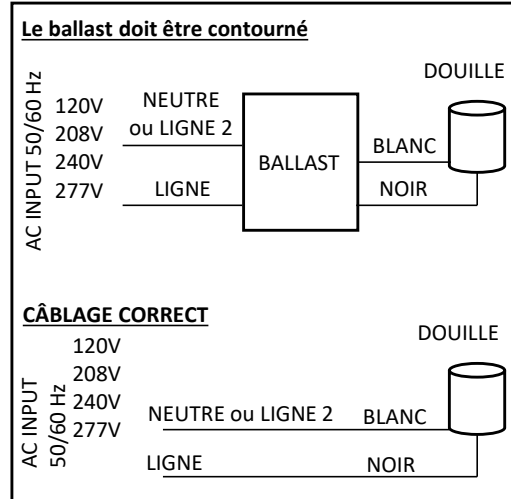 Le ballast doit être contourné
DOUILLE
AC INPUT 50/60 Hz
120V
208V
240V
277V
NEUTRE
ou LIGNE 2
LIGNE
BALLAST
BLANC
NOIR
CÂBLAGE CORRECT
DOUILLE
AC INPUT
50/60 Hz
120V
208V
240V
277V
NEUTRE ou LIGNE 2
BLANC
LIGNE
NOIR